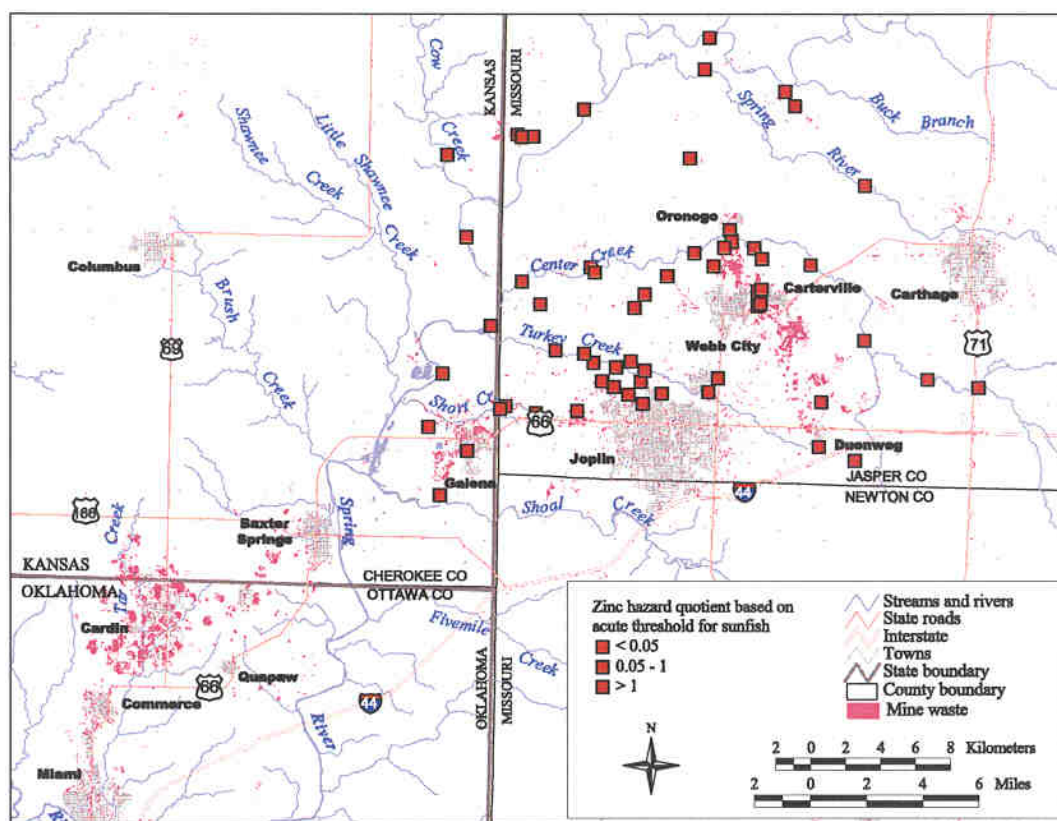 Cow
Creek
KANSAS
MISSOURI
Spring
River
Buck
Branch
Shawnee
Creek
Little
Shawnee
Creek
Oronogo
Columbus
Center Creek
Carterville
Carthage
Brush
Creek
69
Turkey Creek
Webb City
71
Short Cr
66
Joplin
Duenweg
Galena
JASPER CO
NEWTON CO
44
Shoal
Creek
166
Baxter
Springs
Spring
Tar
Creek
KANSAS
OKLAHOMA
CHEROKEE CO
OTTAWA CO
Fivemile
Creek
Cardin
Quapaw
66
Commerce
44
OKLAHOMA
MISSOURI
River
Miami
Zinc hazard quotient based on
acute threshold for sunfish
< 0.05
0.05 - 1
> 1
Streams and rivers
State roads
Interstate
Towns
State boundary
County boundary
Mine waste
N
2 0 2 4 6 8 Kilometers
2 0 2 4 6 Miles